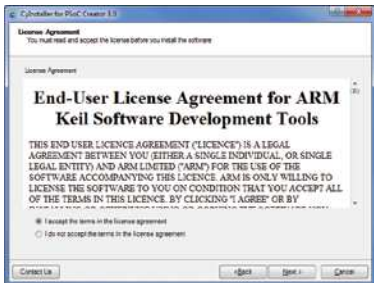 CyInstaller for PSoC Creator 3.3
License Agreement
You must read and accept the license before you install the software
License Agreement
End-User License Agreement for ARM
Keil Software Development Tools
THIS END USER LICENCE AGREEMENT ("LICENCE") IS A LEGAL
AGREEMENT BETWEEN YOU (EITHER A SINGLE INDIVIDUAL, OR SINGLE
LEGAL ENTITY) AND ARM LIMITED ("ARM") FOR THE USE OF THE
SOFTWARE ACCOMPANYING THIS LICENCE. ARM IS ONLY WILLING TO
LICENSE THE SOFTWARE TO YOU ON CONDITION THAT YOU ACCEPT ALL
OF THE TERMS IN THIS LICENCE. BY CLICKING "I AGREE" OR BY
I accept the terms in the license agreement
I do not accept the terms in the license agreement
Contact Us
< Back
Next >
Cancel